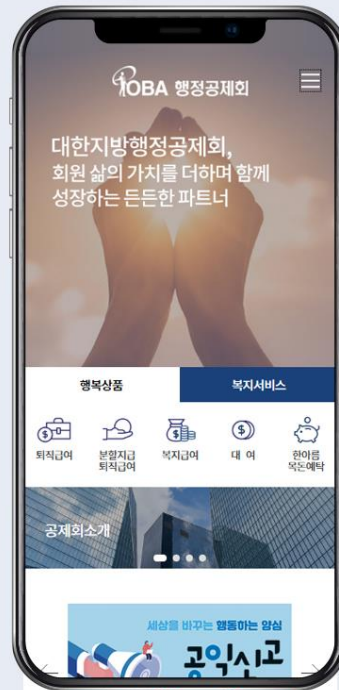 POBA 행정공제회
대한지방행정공제회,
회원 삶의 가치를 더하며 함께
성장하는 든든한 파트너
행복상품
복지서비스
퇴직급여
분할지급
퇴직급여
복지급여
대 여
한아름
목돈예탁
공제회소개
세상을 바꾸는 행동하는 양심
공익신고